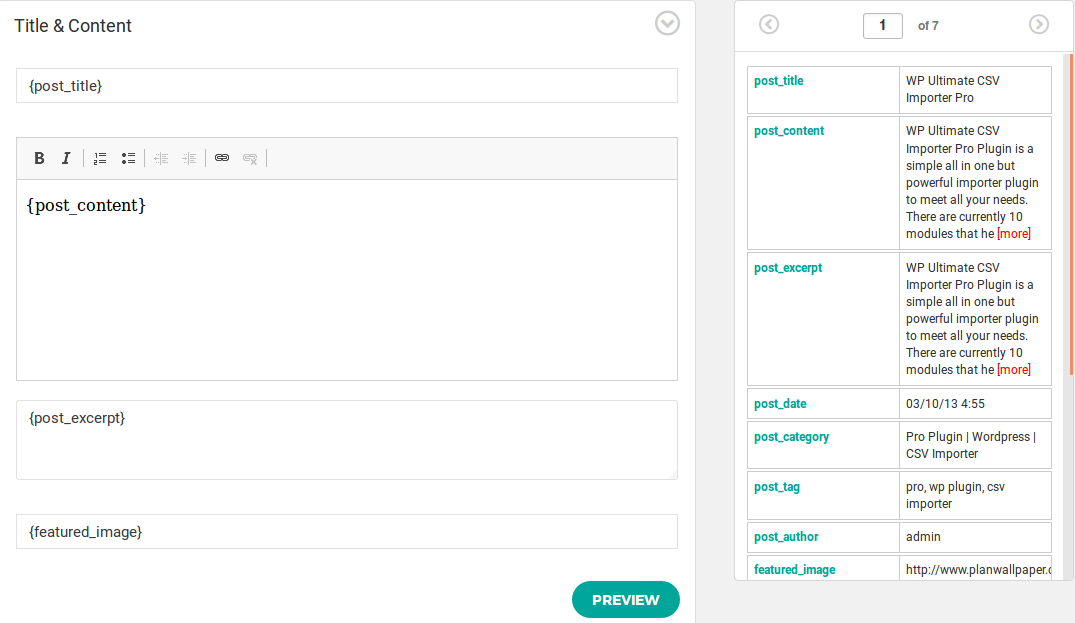 Title & Content
{post_title}
B I
{post_content}
{post_excerpt}
{featured_image}
PREVIEW
1 of 7
post_title
WP Ultimate CSV
Importer Pro
post_content
WP Ultimate CSV
Importer Pro Plugin is a
simple all in one but
powerful importer plugin
to meet all your needs.
There are currently 10
modules that he [more]
post_excerpt
WP Ultimate CSV
Importer Pro Plugin is a
simple all in one but
powerful importer plugin
to meet all your needs.
There are currently 10
modules that he [more]
post_date
03/10/13 4:55
post_category
Pro Plugin | Wordpress |
CSV Importer
post_tag
pro, wp plugin, csv
importer
post_author
admin
featured_image
http://www.planwallpaper.c